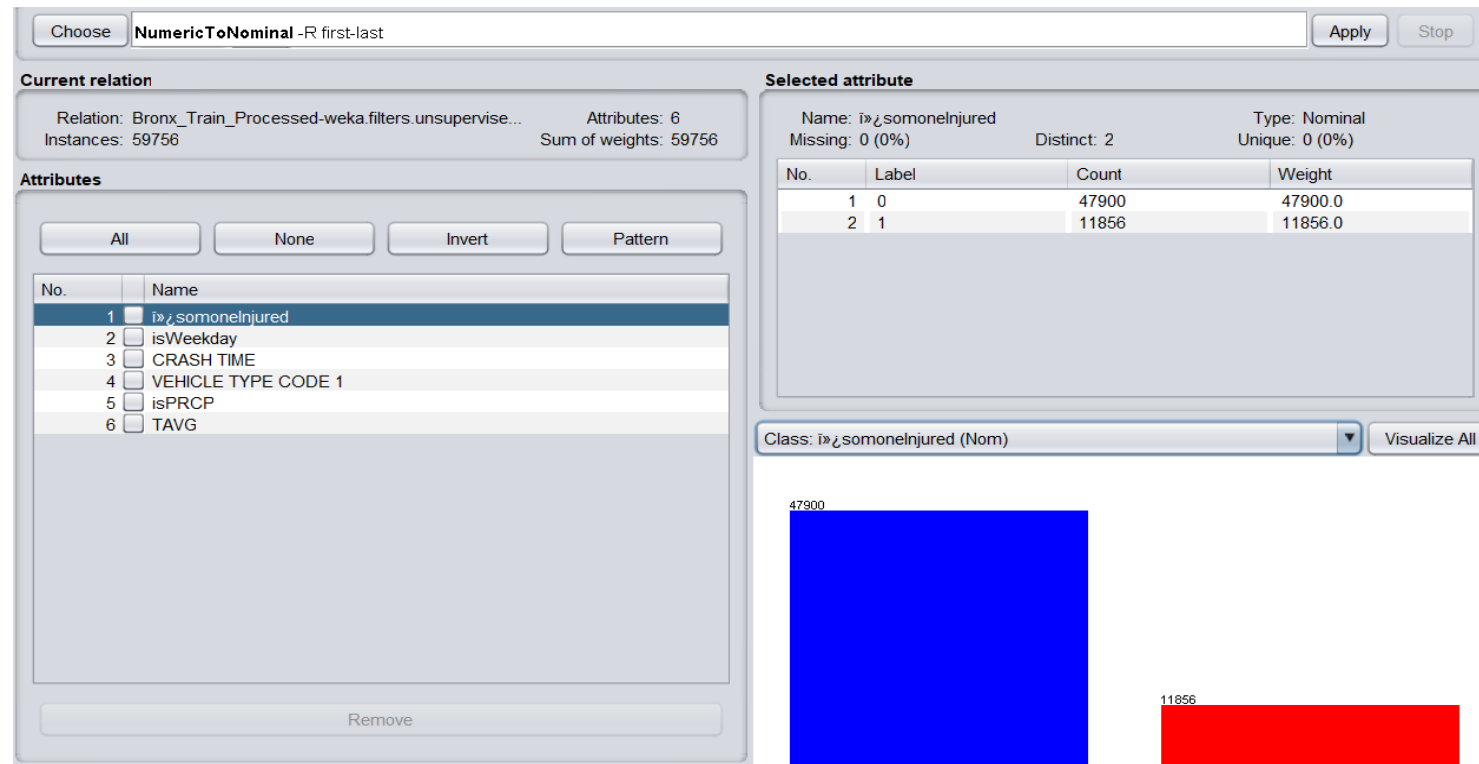 Choose NumericToNominal -R first-last Apply Stop
Current relation
Relation: Bronx_Train_Processed-weka.filters.unsupervise... Attributes: 6
Instances: 59756 Sum of weights: 59756
Attributes
All None Invert Pattern
No. Name
1 ï»¿somoneInjured
2 isWeekday
3 CRASH TIME
4 VEHICLE TYPE CODE 1
5 isPRCP
6 TAVG
Remove
Selected attribute
Name: ï»¿somoneInjured Type: Nominal
Missing: 0 (0%) Distinct: 2 Unique: 0 (0%)
No. Label Count Weight
1 0 47900 47900.0
2 1 11856 11856.0
Class: ï»¿somoneInjured (Nom) Visualize All
47900
11856